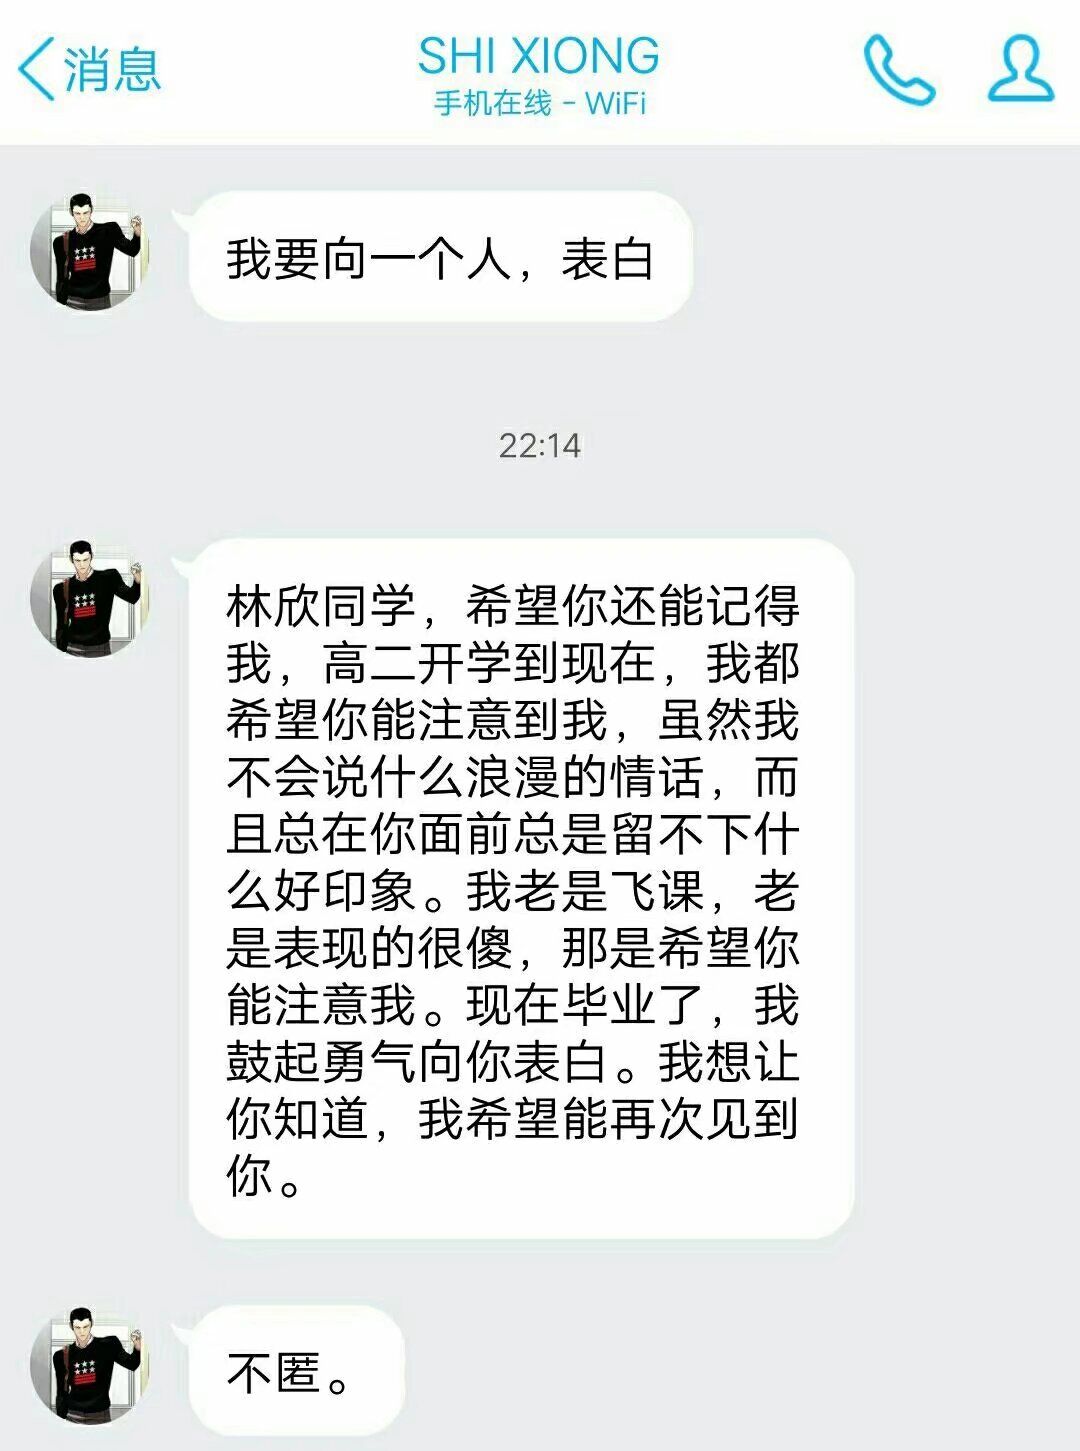 消息
SHI XIONG
手机在线 - WiFi
我要向一个人，表白
22:14
林欣同学，希望你还能记得
我，高二开学到现在，我都
希望你能注意到我，虽然我
不会说什么浪漫的情话，而
且总在你面前总是留不下什
么好印象。我老是飞课，老
是表现的很傻，那是希望你
能注意我。现在毕业了，我
鼓起勇气向你表白。我想让
你知道，我希望能再次见到
你。
不匿。